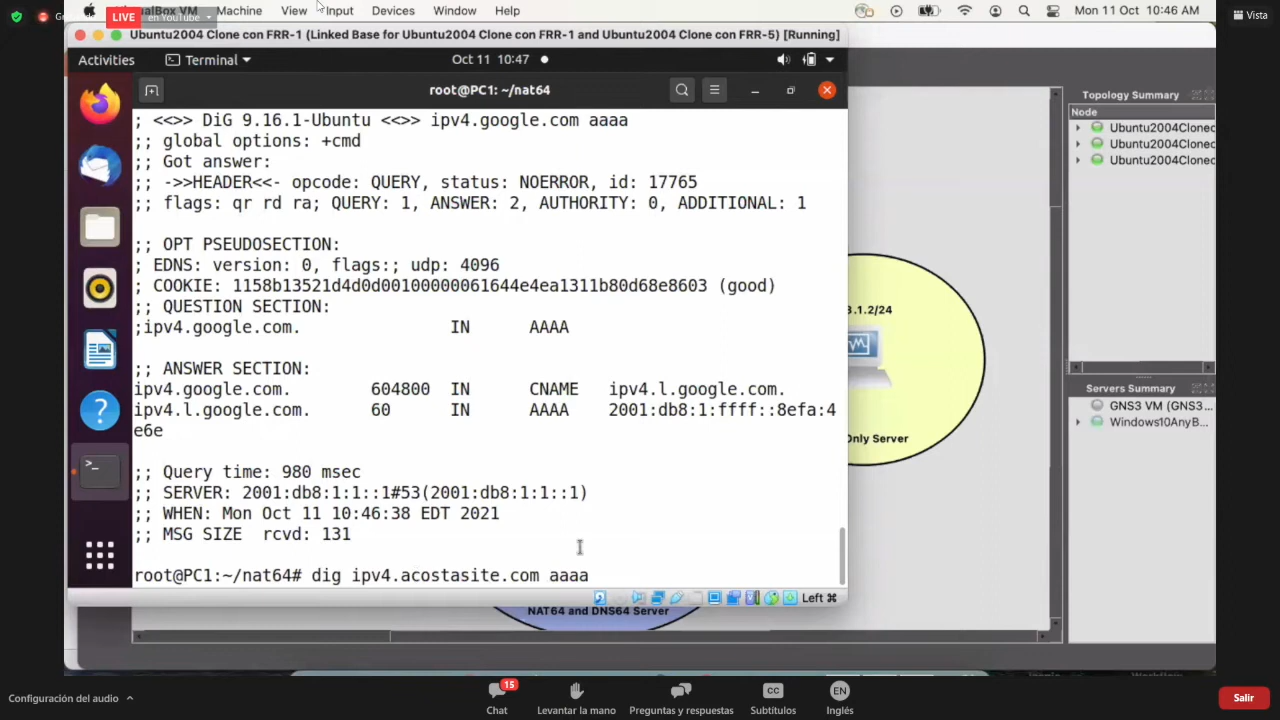 VirtualBox VM Machine View Input Devices Window Help
Mon 11 Oct 10:46 AM
LIVE en YouTube
Vista
Ubuntu2004 Clone con FRR-1 (Linked Base for Ubuntu2004 Clone con FRR-1 and Ubuntu2004 Clone con FRR-5) [Running]
Activities Terminal Oct 11 10:47
root@PC1: ~/nat64
; <<>> DiG 9.16.1-Ubuntu <<>> ipv4.google.com aaaa
;; global options: +cmd
;; Got answer:
;; ->>HEADER<<- opcode: QUERY, status: NOERROR, id: 17765
;; flags: qr rd ra; QUERY: 1, ANSWER: 2, AUTHORITY: 0, ADDITIONAL: 1
;; OPT PSEUDOSECTION:
; EDNS: version: 0, flags:; udp: 4096
; COOKIE: 1158b13521d4d0d00100000061644e4ea1311b80d68e8603 (good)
;; QUESTION SECTION:
;ipv4.google.com. IN AAAA
;; ANSWER SECTION:
ipv4.google.com. 604800 IN CNAME ipv4.l.google.com.
ipv4.l.google.com. 60 IN AAAA 2001:db8:1:ffff::8efa:4
e6e
;; Query time: 980 msec
;; SERVER: 2001:db8:1:1::1#53(2001:db8:1:1::1)
;; WHEN: Mon Oct 11 10:46:38 EDT 2021
;; MSG SIZE rcvd: 131
root@PC1:~/nat64# dig ipv4.acostasite.com aaaa
Left ⌘
3.1.2/24
Only Server
NAT64 and DNS64 Server
Topology Summary
Node
Ubuntu2004Clonec
Ubuntu2004Clonec
Ubuntu2004Clonec
Servers Summary
GNS3 VM (GNS3...
Windows10AnyB...
Configuración del audio
15
Chat
Levantar la mano
Preguntas y respuestas
CC
Subtítulos
EN
Inglés
Salir